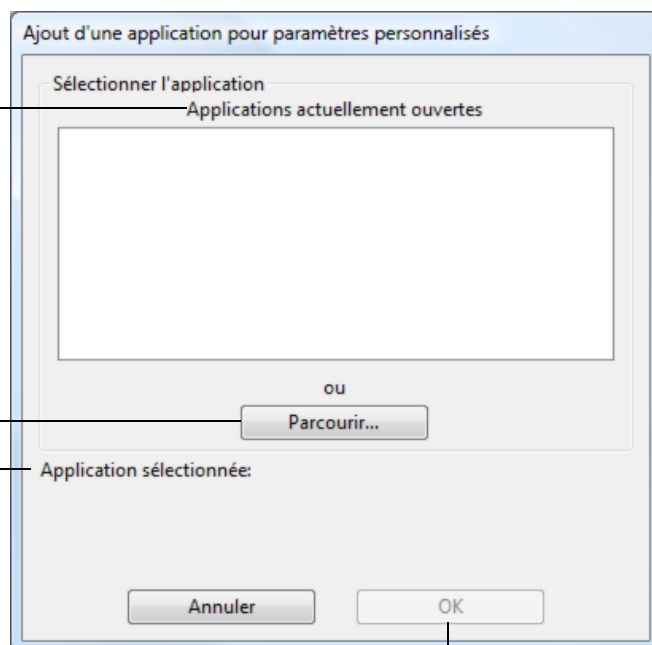 Ajout d'une application pour paramètres personnalisés
Sélectionner l'application
Applications actuellement ouvertes
ou
Parcourir...
Application sélectionnée:
Annuler
OK